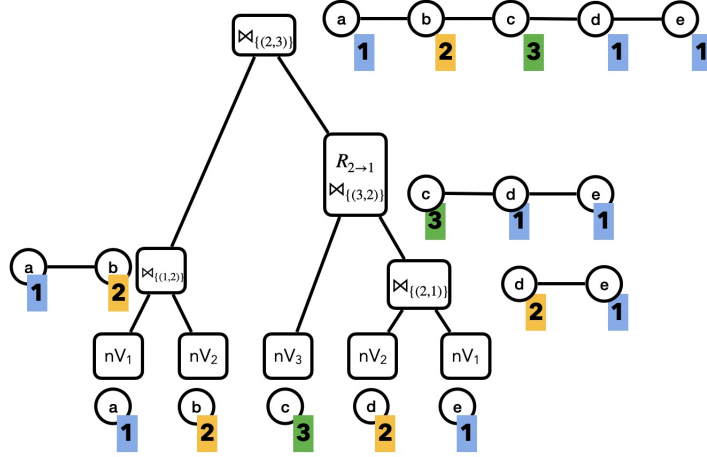 ⋈{(2,3)}
a b c d e
1 2 3 1 1
R2→1
⋈{(3,2)}
c d e
3 1 1
a b
1 2
⋈{(1,2)}
⋈{(2,1)}
d e
2 1
nV1 nV2 nV3 nV2 nV1
a b c d e
1 2 3 2 1